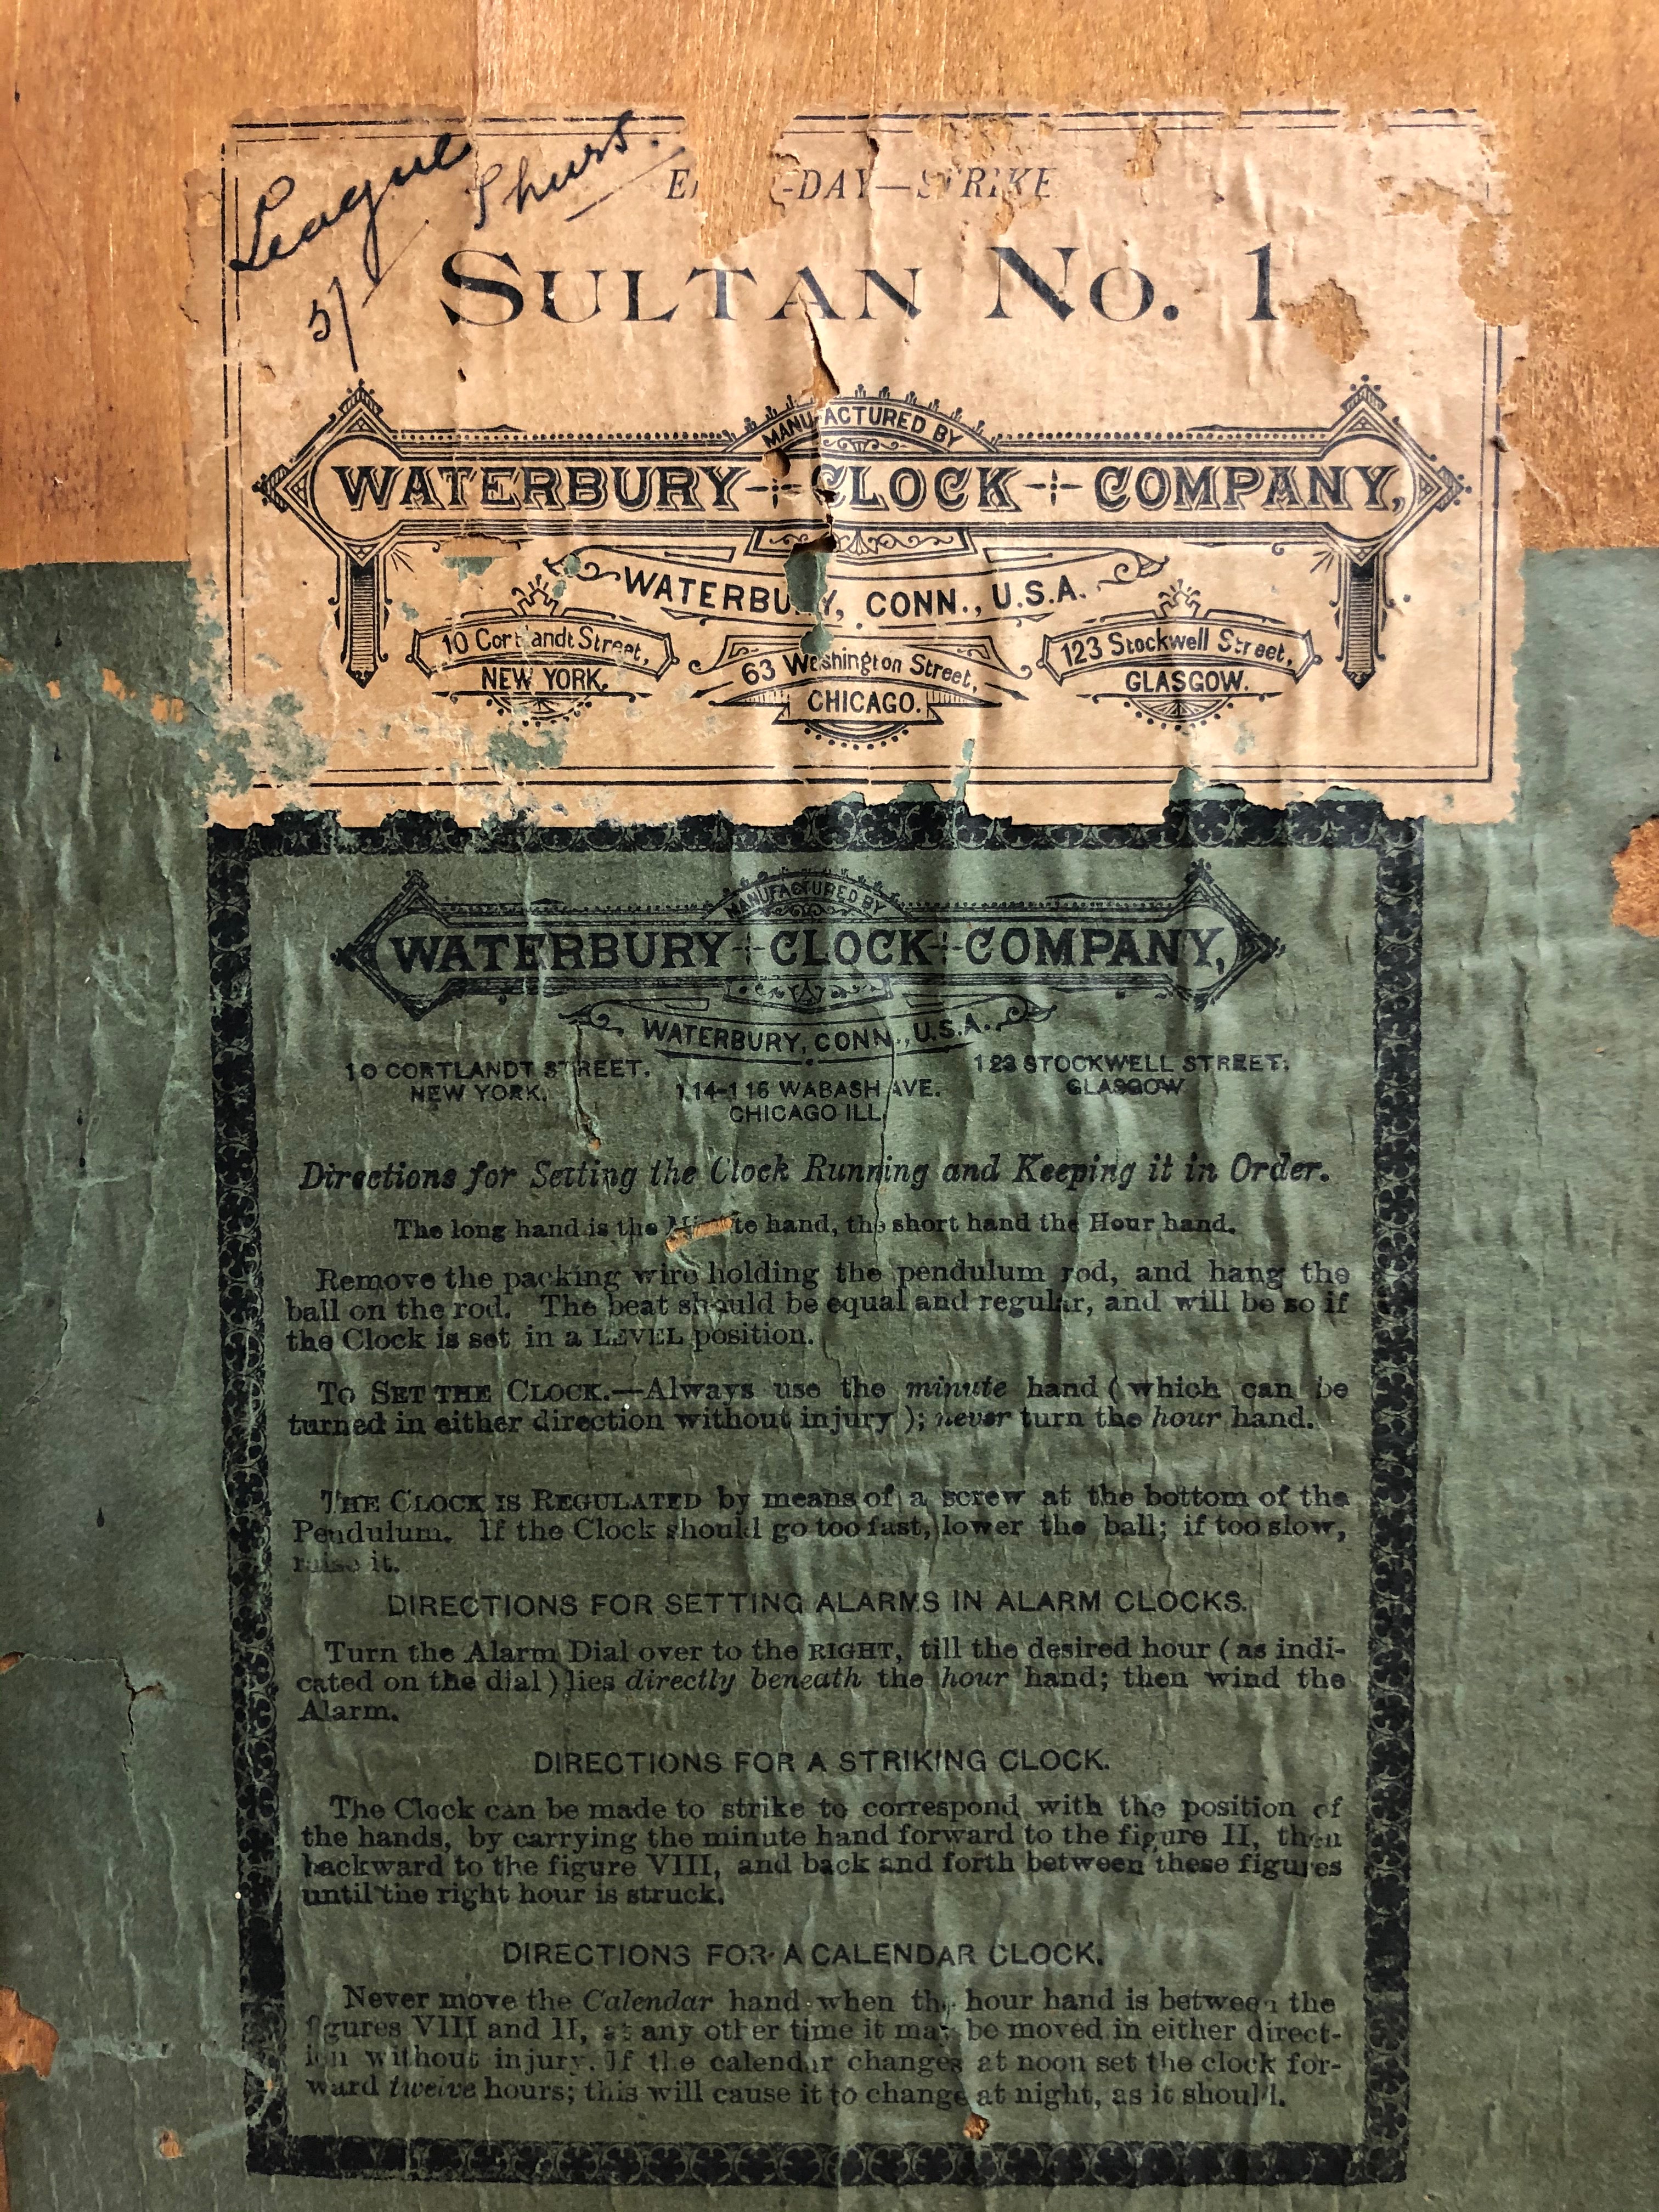 League
Thurs.
5/
-DAY—STRIKE
SULTAN No. 1
MANUFACTURED BY
WATERBURY CLOCK COMPANY,
WATERBURY, CONN., U.S.A.
10 Cortlandt Street,
NEW YORK.
63 Washington Street,
CHICAGO.
123 Stockwell Street,
GLASGOW.
MANUFACTURED BY
WATERBURY CLOCK COMPANY,
WATERBURY, CONN., U.S.A.
10 CORTLANDT STREET.
NEW YORK.
114-116 WABASH AVE.
CHICAGO ILL.
123 STOCKWELL STREET.
GLASGOW
Directions for Setting the Clock Running and Keeping it in Order.
The long hand is the Minute hand, the short hand the Hour hand.
Remove the packing wire holding the pendulum rod, and hang the
ball on the rod. The beat should be equal and regular, and will be so if
the Clock is set in a LEVEL position.
TO SET THE CLOCK.—Always use the minute hand ( which can be
turned in either direction without injury ); never turn the hour hand.
THE CLOCK IS REGULATED by means of a screw at the bottom of the
Pendulum. If the Clock should go too fast, lower the ball; if too slow,
raise it.
DIRECTIONS FOR SETTING ALARMS IN ALARM CLOCKS.
Turn the Alarm Dial over to the RIGHT, till the desired hour ( as indi-
cated on the dial ) lies directly beneath the hour hand; then wind the
Alarm.
DIRECTIONS FOR A STRIKING CLOCK.
The Clock can be made to strike to correspond with the position of
the hands, by carrying the minute hand forward to the figure II, then
backward to the figure VIII, and back and forth between these figures
until the right hour is struck.
DIRECTIONS FOR A CALENDAR CLOCK.
Never move the Calendar hand when the hour hand is between the
figures VIII and II, at any other time it may be moved in either direct-
ion without injury. If the calendar changes at noon set the clock for-
ward twelve hours; this will cause it to change at night, as it should.